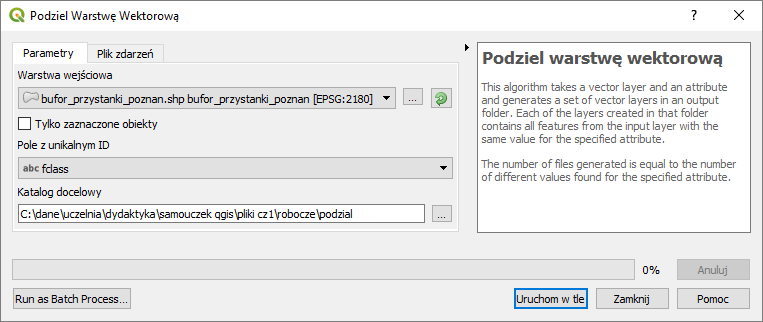 Podziel Warstwę Wektorową
? ×
Parametry Plik zdarzeń
Warstwa wejściowa
bufor_przystanki_poznan.shp bufor_przystanki_poznan [EPSG:2180]
...
Tylko zaznaczone obiekty
Pole z unikalnym ID
abc fclass
Katalog docelowy
C:\dane\uczelnia\dydaktyka\samouczek qgis\pliki cz1\robocze\podzial
...
Podziel warstwę wektorową
This algorithm takes a vector layer and an attribute
and generates a set of vector layers in an output
folder. Each of the layers created in that folder
contains all features from the input layer with the
same value for the specified attribute.
The number of files generated is equal to the number
of different values found for the specified attribute.
0%
Anuluj
Run as Batch Process...
Uruchom w tle
Zamknij
Pomoc